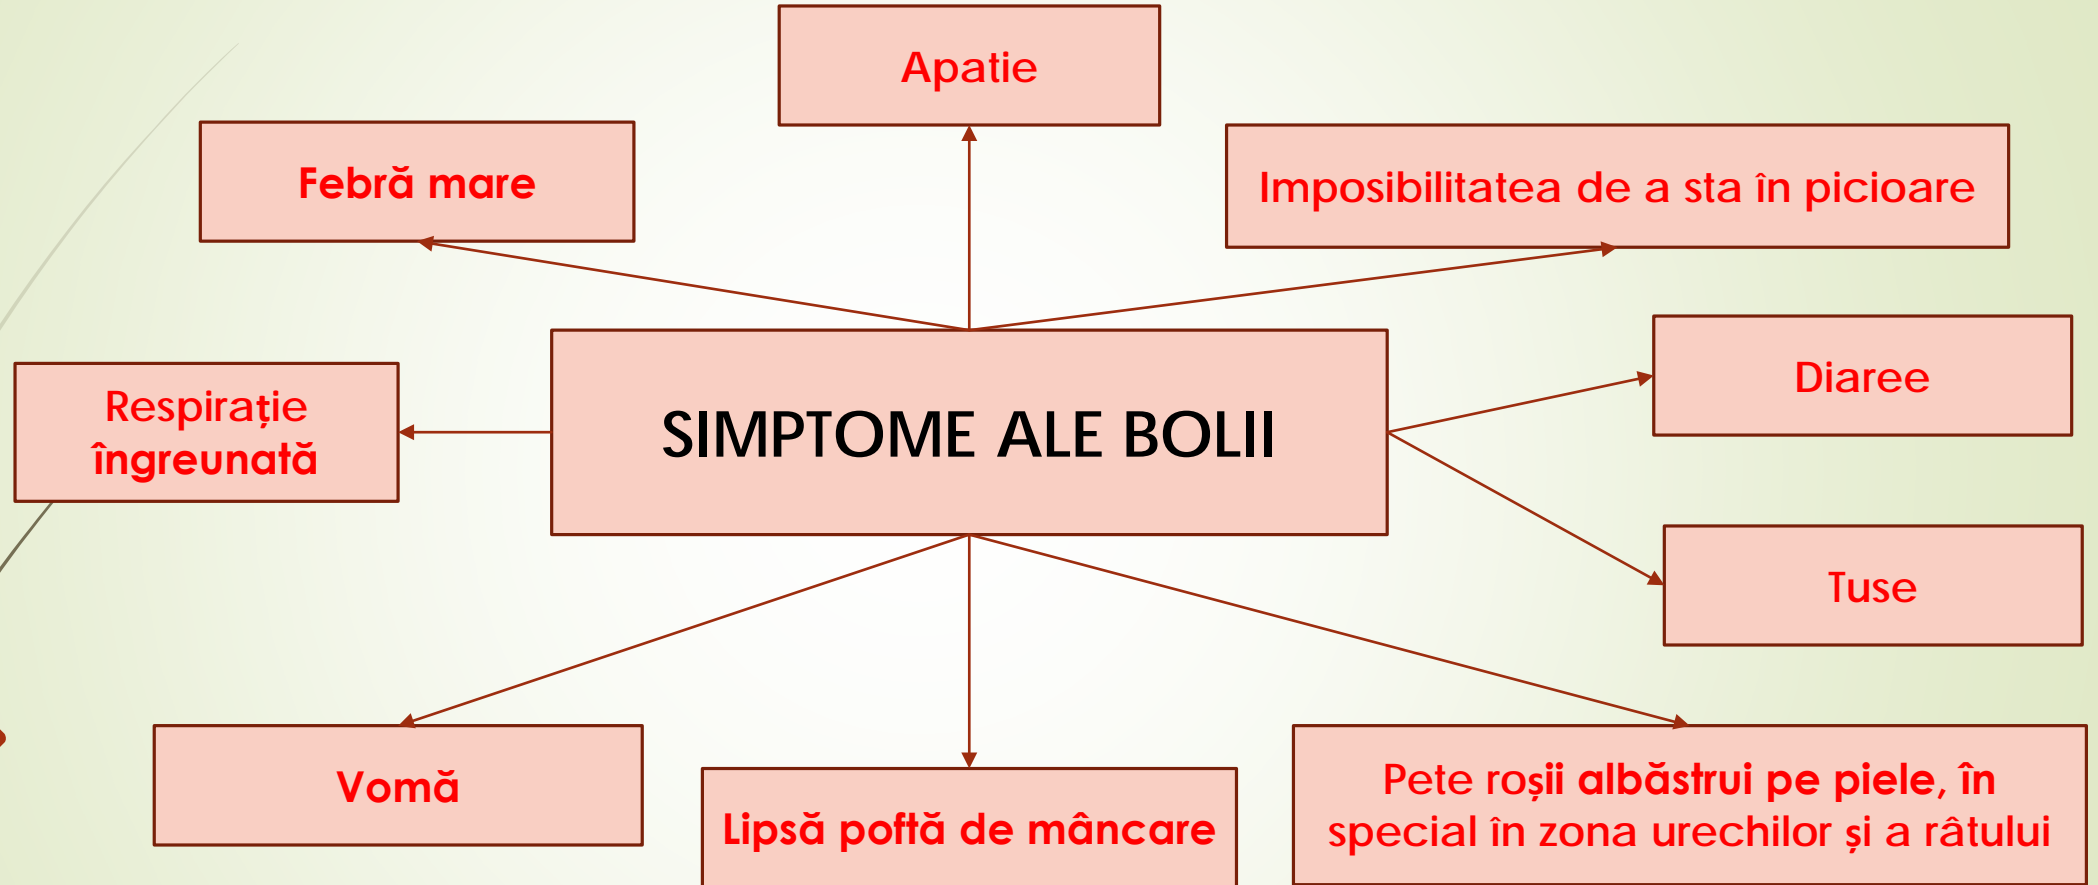 Apatie
Febră mare
Imposibilitatea de a sta în picioare
Respirație
îngreunată
SIMPTOME ALE BOLII
Diaree
Tuse
Vomă
Lipsă poftă de mâncare
Pete roșii albăstrui pe piele, în
special în zona urechilor și a râtului